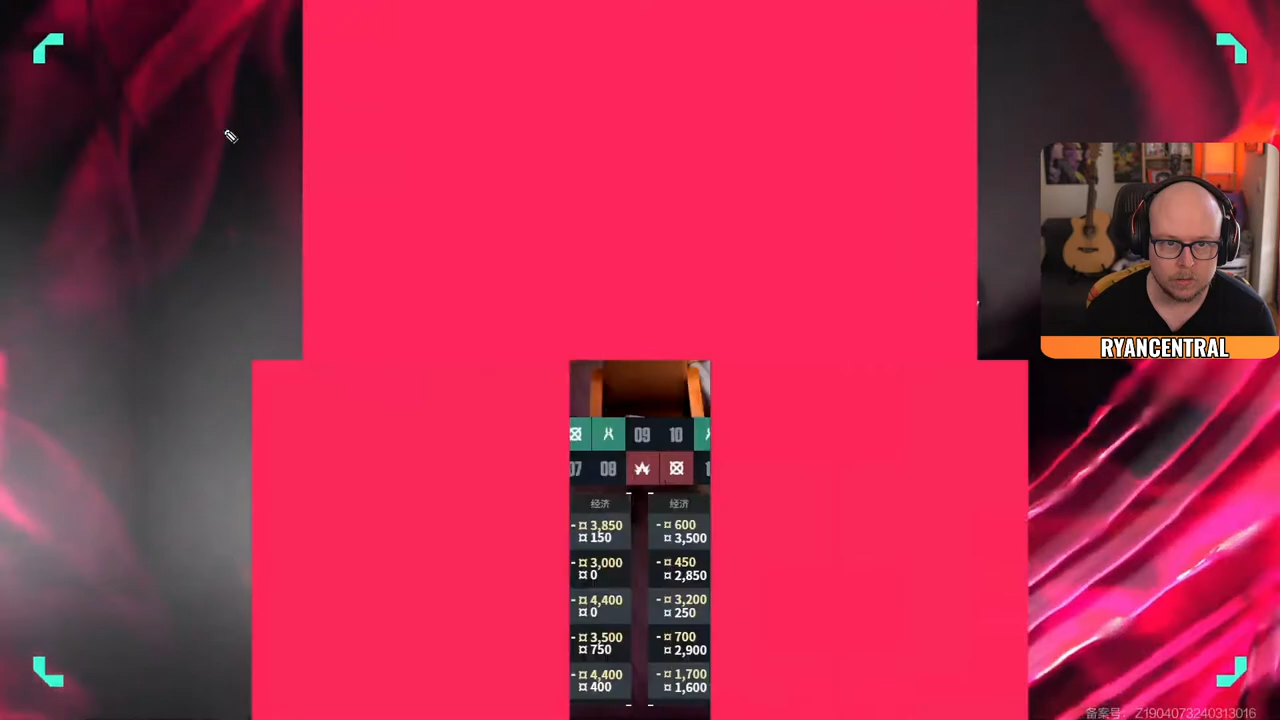 RYANCENTRAL
09 10
07 08
经济 经济
- ¤ 3,850 - ¤ 600
¤ 150 ¤ 3,500
- ¤ 3,000 - ¤ 450
¤ 0 ¤ 2,850
- ¤ 4,400 - ¤ 3,200
¤ 0 ¤ 250
- ¤ 3,500 - ¤ 700
¤ 750 ¤ 2,900
- ¤ 4,400 - ¤ 1,700
¤ 400 ¤ 1,600
备案号: Z1904073240313016